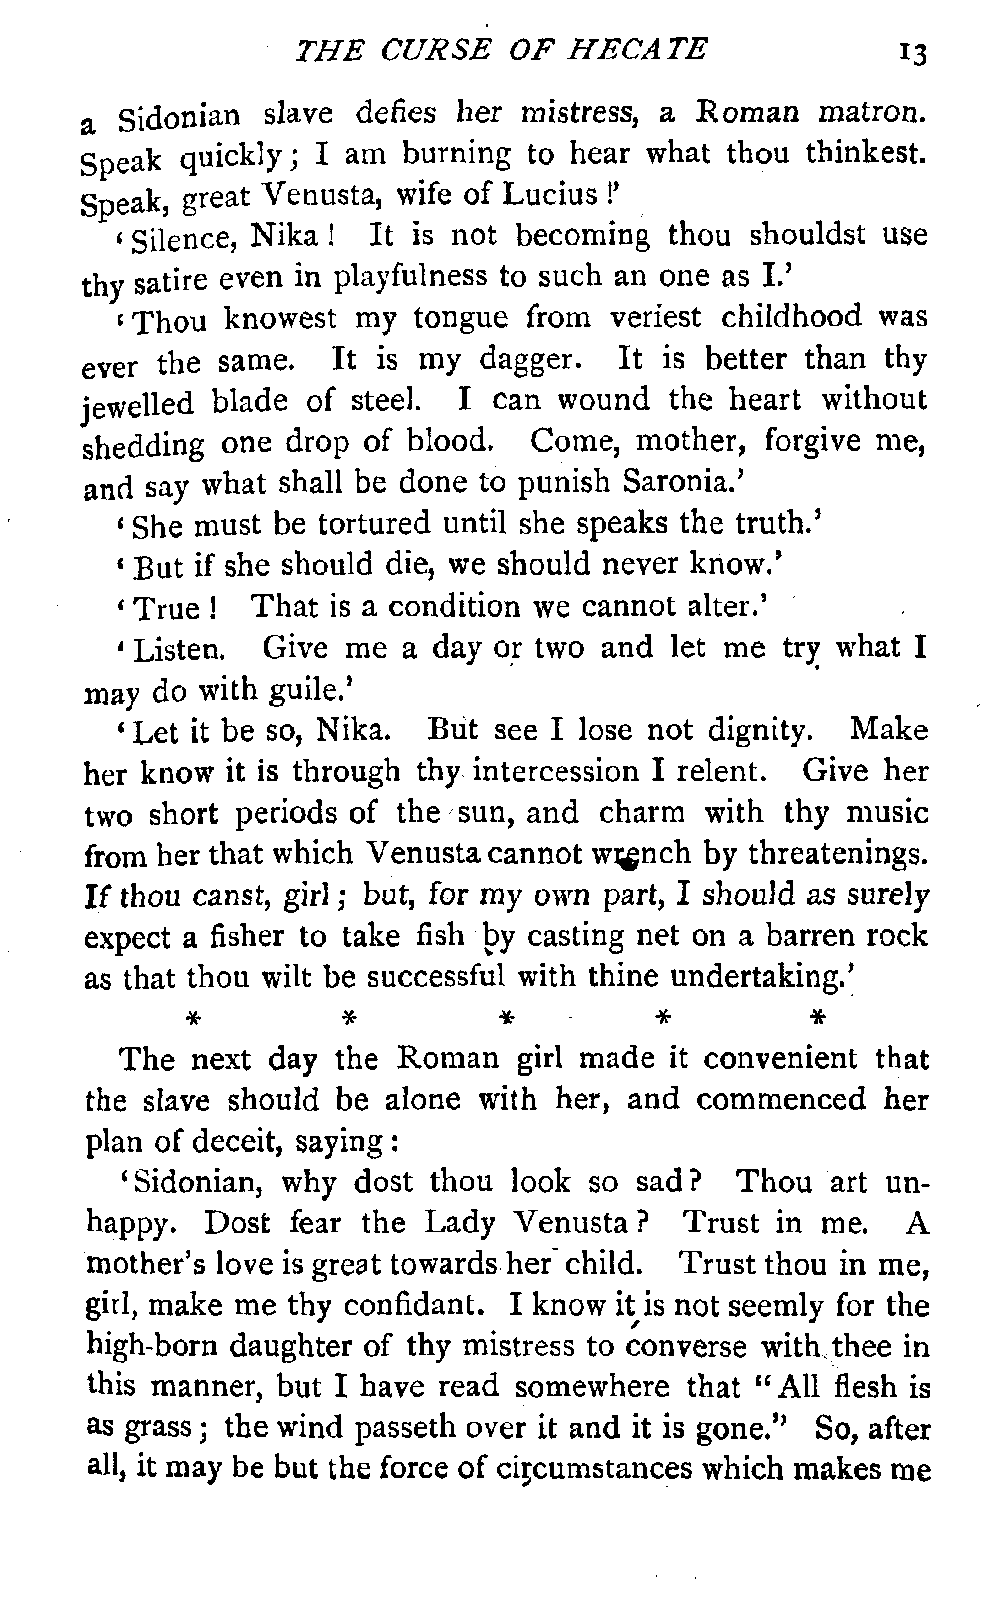 THE CURSE OF HECATE 13
a Sidonian slave defies her mistress, a Roman matron.
Speak quickly; I am burning to hear what thou thinkest.
Speak, great Venusta, wife of Lucius!'
'Silence, Nika! It is not becoming thou shouldst use
thy satire even in playfulness to such an one as I.'
'Thou knowest my tongue from veriest childhood was
ever the same. It is my dagger. It is better than thy
jewelled blade of steel. I can wound the heart without
shedding one drop of blood. Come, mother, forgive me,
and say what shall be done to punish Saronia.'
'She must be tortured until she speaks the truth.'
'But if she should die, we should never know.'
'True! That is a condition we cannot alter.'
'Listen. Give me a day or two and let me try what I
may do with guile.'
'Let it be so, Nika. But see I lose not dignity. Make
her know it is through thy intercession I relent. Give her
two short periods of the sun, and charm with thy music
from her that which Venusta cannot wrench by threatenings.
If thou canst, girl; but, for my own part, I should as surely
expect a fisher to take fish by casting net on a barren rock
as that thou wilt be successful with thine undertaking.'
* * * * *
The next day the Roman girl made it convenient that
the slave should be alone with her, and commenced her
plan of deceit, saying:
'Sidonian, why dost thou look so sad? Thou art un-
happy. Dost fear the Lady Venusta? Trust in me. A
mother's love is great towards her child. Trust thou in me,
girl, make me thy confidant. I know it is not seemly for the
high-born daughter of thy mistress to converse with thee in
this manner, but I have read somewhere that "All flesh is
as grass; the wind passeth over it and it is gone." So, after
all, it may be but the force of circumstances which makes me